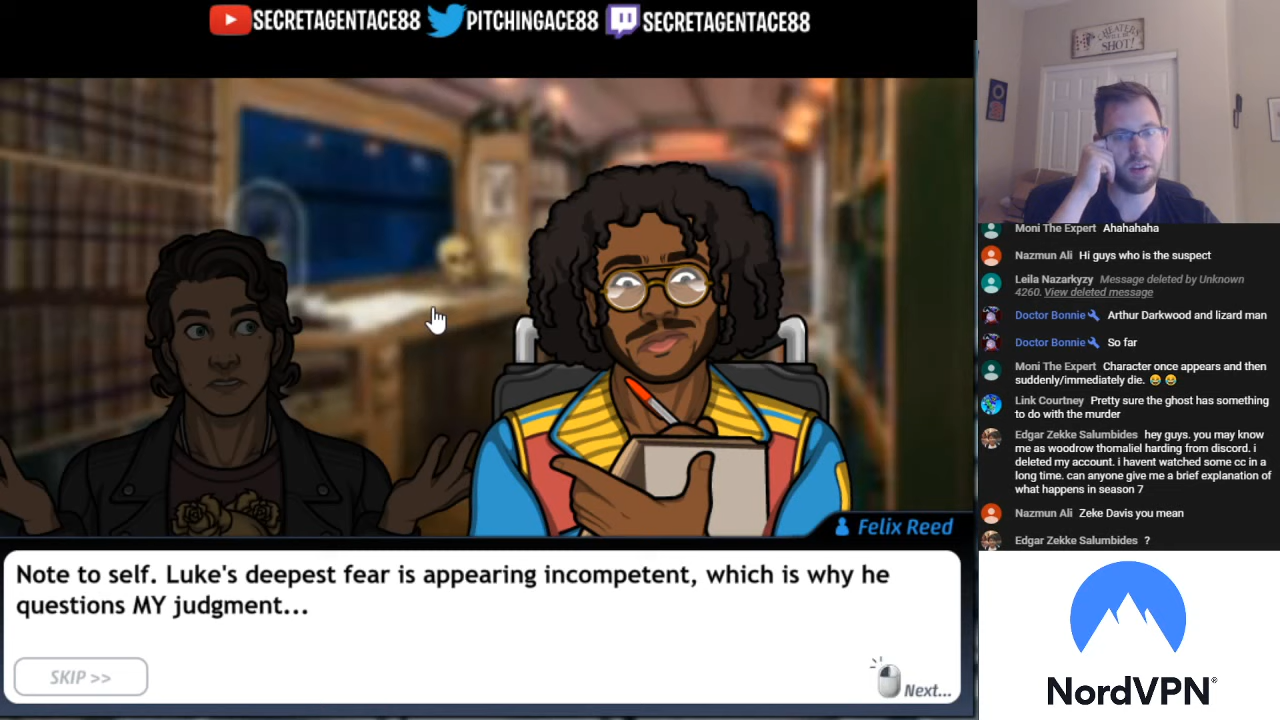 SECRETAGENTACE88 PITCHINGACE88 SECRETAGENTACE88
CHEATERS
WILL BE
SHOT!
Moni The Expert Ahahahaha
Nazmun Ali Hi guys who is the suspect
Leila Nazarkyzy Message deleted by Unknown
4260. View deleted message
Doctor Bonnie Arthur Darkwood and lizard man
Doctor Bonnie So far
Moni The Expert Character once appears and then
suddenly/immediately die. 😂 😂
Link Courtney Pretty sure the ghost has something
to do with the murder
Edgar Zekke Salumbides hey guys. you may know
me as woodrow thomaliel harding from discord. i
deleted my account. i havent watched some cc in a
long time. can anyone give me a brief explanation of
what happens in season 7
Nazmun Ali Zeke Davis you mean
Edgar Zekke Salumbides ?
Felix Reed
Note to self. Luke's deepest fear is appearing incompetent, which is why he
questions MY judgment...
SKIP >>
Next...
NordVPN®